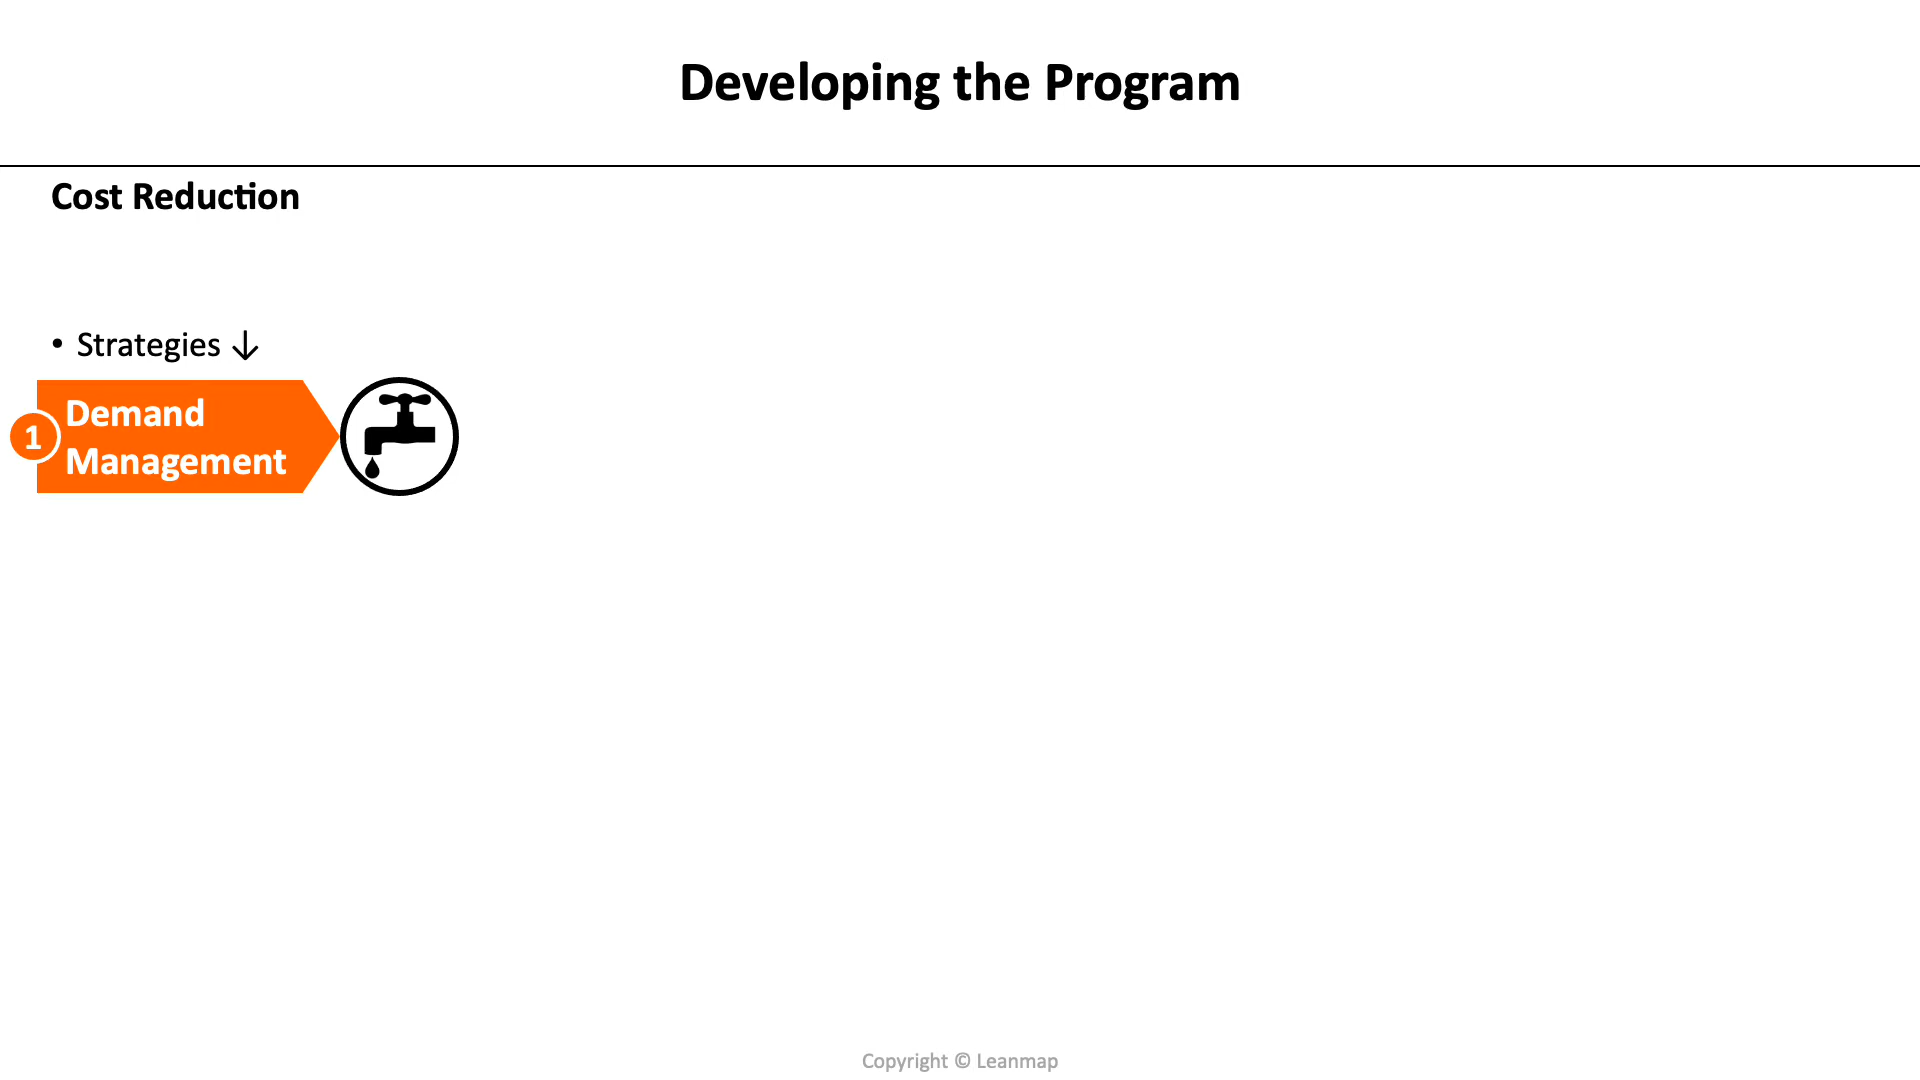 Developing the Program
Cost Reduction
• Strategies ↓
1
Demand
Management
Copyright © Leanmap